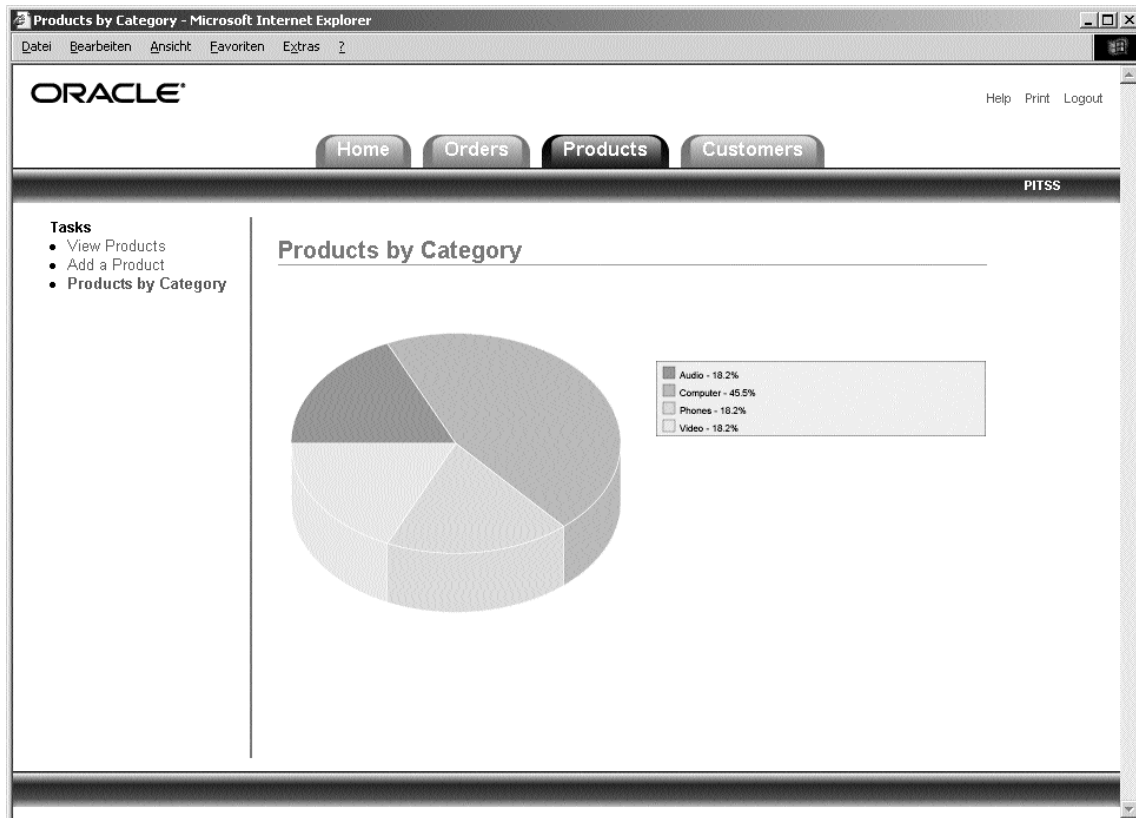 Products by Category - Microsoft Internet Explorer
Datei Bearbeiten Ansicht Favoriten Extras ?
ORACLE
Help Print Logout
Home Orders Products Customers
PITSS
Tasks
View Products
Add a Product
Products by Category
Products by Category
Audio - 18.2%
Computer - 45.5%
Phones - 18.2%
Video - 18.2%